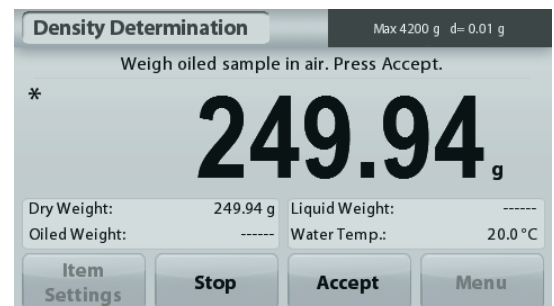 Density Determination
Max 4200 g d= 0.01 g
Weigh oiled sample in air. Press Accept.
*
249.94 g
Dry Weight: 249.94 g Liquid Weight: ------
Oiled Weight: ------ Water Temp.: 20.0 °C
Item Settings Stop Accept Menu